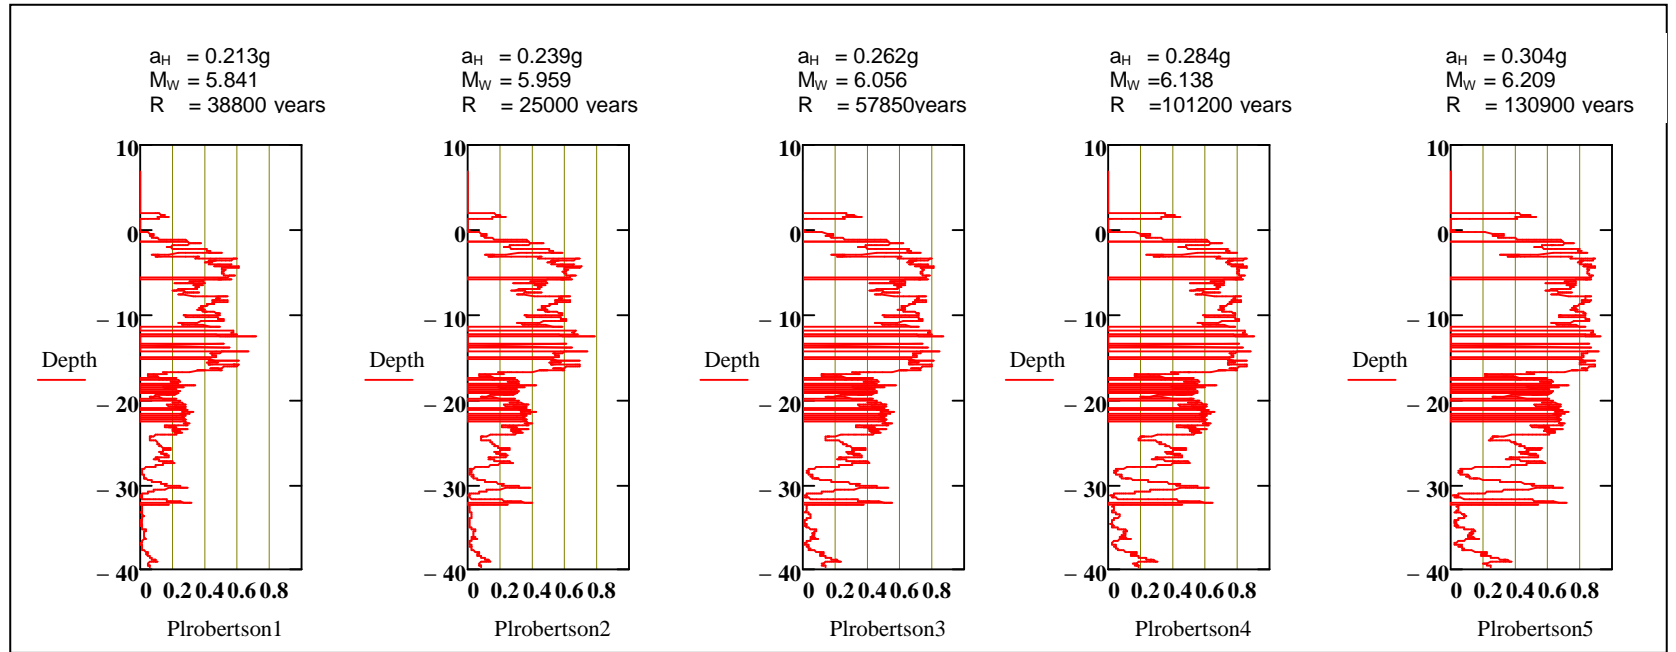 aH = 0.213g
MW = 5.841
R = 38800 years
aH = 0.239g
MW = 5.959
R = 25000 years
aH = 0.262g
MW = 6.056
R = 57850years
aH = 0.284g
MW =6.138
R =101200 years
aH = 0.304g
MW = 6.209
R = 130900 years
10
0
– 10
– 20
– 30
– 40
Depth
0 0.2 0.4 0.6 0.8
Plrobertson1
10
0
– 10
– 20
– 30
– 40
Depth
0 0.2 0.4 0.6 0.8
Plrobertson2
10
0
– 10
– 20
– 30
– 40
Depth
0 0.2 0.4 0.6 0.8
Plrobertson3
10
0
– 10
– 20
– 30
– 40
Depth
0 0.2 0.4 0.6 0.8
Plrobertson4
10
0
– 10
– 20
– 30
– 40
Depth
0 0.2 0.4 0.6 0.8
Plrobertson5